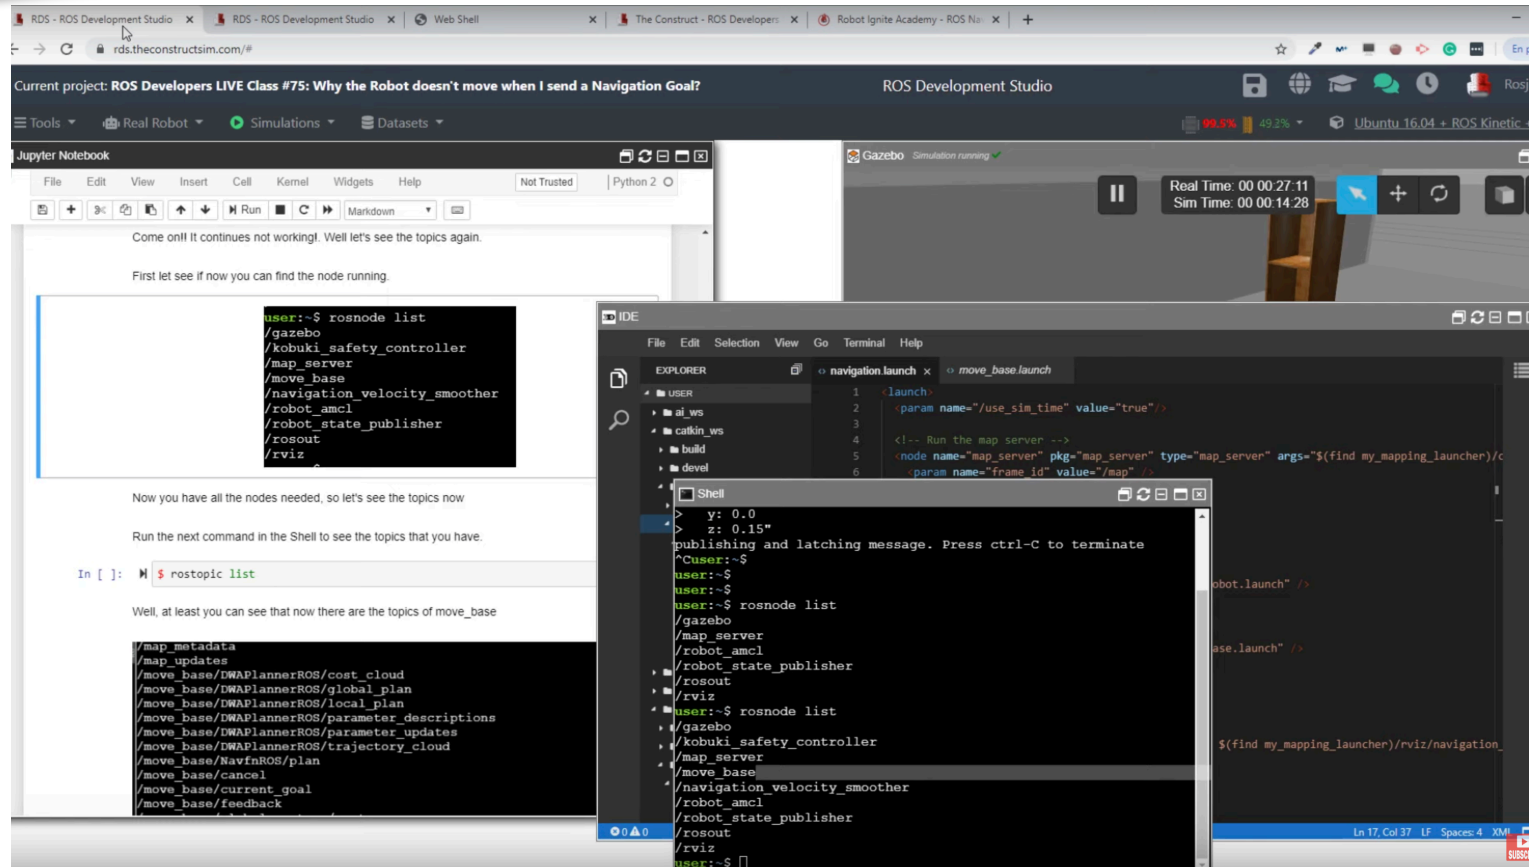 RDS - ROS Development Studio
RDS - ROS Development Studio
Web Shell
The Construct - ROS Developers
Robot Ignite Academy - ROS Nav
rds.theconstructsim.com/#
Current project: ROS Developers LIVE Class #75: Why the Robot doesn't move when I send a Navigation Goal?
ROS Development Studio
Tools
Real Robot
Simulations
Datasets
99.5%
49.2%
Ubuntu 16.04 + ROS Kinetic +
Jupyter Notebook
File Edit View Insert Cell Kernel Widgets Help
Not Trusted
Python 2
Run
Markdown
Come on!! It continues not working!. Well let's see the topics again.
First let see if now you can find the node running.
user:~$ rosnode list
/gazebo
/kobuki_safety_controller
/map_server
/move_base
/navigation_velocity_smoother
/robot_amcl
/robot_state_publisher
/rosout
/rviz
Now you have all the nodes needed, so let's see the topics now
Run the next command in the Shell to see the topics that you have.
In [ ]: $ rostopic list
Well, at least you can see that now there are the topics of move_base
/map_metadata
/map_updates
/move_base/DWAPlannerROS/cost_cloud
/move_base/DWAPlannerROS/global_plan
/move_base/DWAPlannerROS/local_plan
/move_base/DWAPlannerROS/parameter_descriptions
/move_base/DWAPlannerROS/parameter_updates
/move_base/DWAPlannerROS/trajectory_cloud
/move_base/NavfnROS/plan
/move_base/cancel
/move_base/current_goal
/move_base/feedback
Gazebo Simulation running
Real Time: 00 00:27:11
Sim Time: 00 00:14:28
IDE
File Edit Selection View Go Terminal Help
EXPLORER
USER
ai_ws
catkin_ws
build
devel
navigation.launch
move_base.launch
1 <launch>
2 <param name="/use_sim_time" value="true"/>
3
4 <!-- Run the map server -->
5 <node name="map_server" pkg="map_server" type="map_server" args="$(find my_mapping_launcher)/c
6 <param name="frame_id" value="/map" />
obot.launch" />
ase.launch" />
$(find my_mapping_launcher)/rviz/navigation_
Shell
> y: 0.0
> z: 0.15"
publishing and latching message. Press ctrl-C to terminate
^Cuser:~$
user:~$
user:~$
user:~$ rosnode list
/gazebo
/map_server
/robot_amcl
/robot_state_publisher
/rosout
/rviz
user:~$ rosnode list
/gazebo
/kobuki_safety_controller
/map_server
/move_base
/navigation_velocity_smoother
/robot_amcl
/robot_state_publisher
/rosout
/rviz
user:~$
0 0
Ln 17, Col 37 LF Spaces: 4 XML